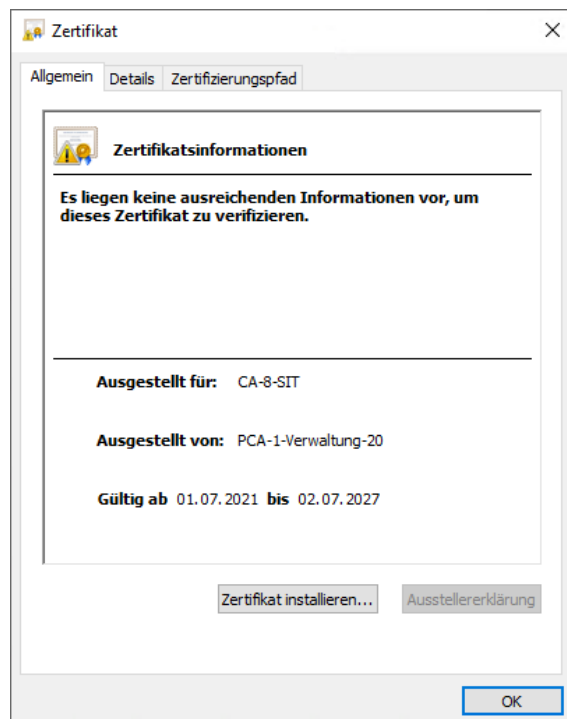 Zertifikat
Allgemein Details Zertifizierungspfad
Zertifikatsinformationen
Es liegen keine ausreichenden Informationen vor, um
dieses Zertifikat zu verifizieren.
Ausgestellt für: CA-8-SIT
Ausgestellt von: PCA-1-Verwaltung-20
Gültig ab 01.07.2021 bis 02.07.2027
Zertifikat installieren... Ausstellererklärung
OK